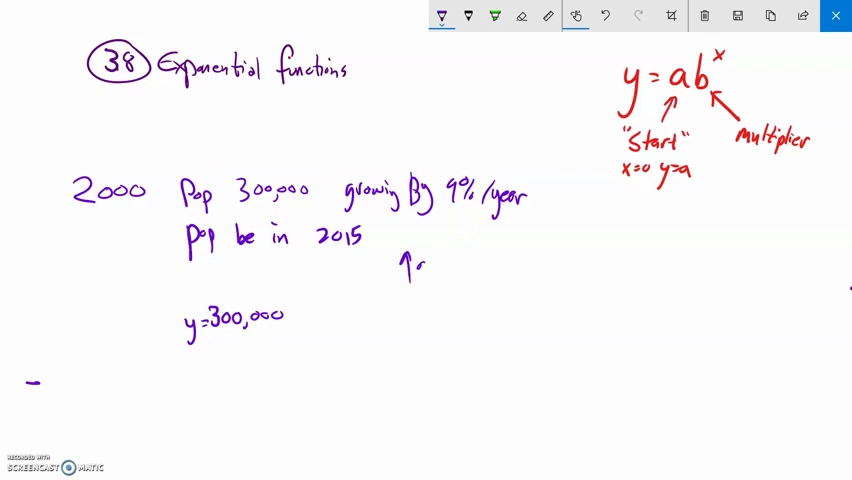 38 Exponential functions
y = ab^x
"Start"
x=0 y=a
multiplier
2000 Pop 300,000 growing By 9%/year
Pop be in 2015
y=300,000
RECORDED WITH
SCREENCAST MATIC